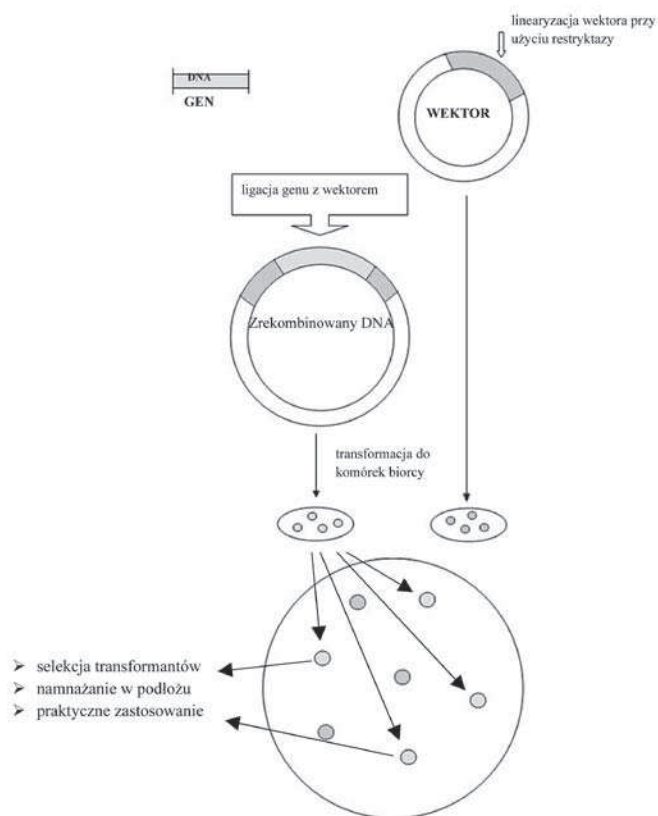 linearyzacja wektora przy
użyciu restryktazy
DNA
GEN
WEKTOR
ligacja genu z wektorem
Zrekombinowany DNA
transformacja do
komórek biorcy
➢ selekcja transformantów
➢ namnażanie w podłożu
➢ praktyczne zastosowanie